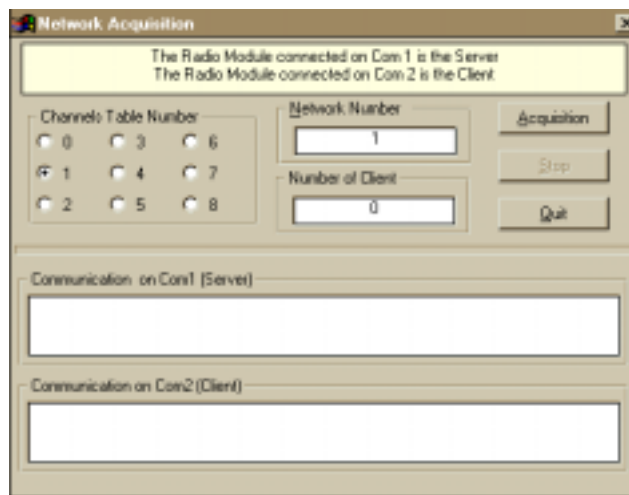 Network Acquisition
The Radio Module connected on Com 1 is the Server
The Radio Module connected on Com 2 is the Client
Channels Table Number
0 3 6
1 4 7
2 5 8
Network Number
1
Number of Client
0
Acquisition
Stop
Quit
Communication on Com1 (Server)
Communication on Com2 (Client)